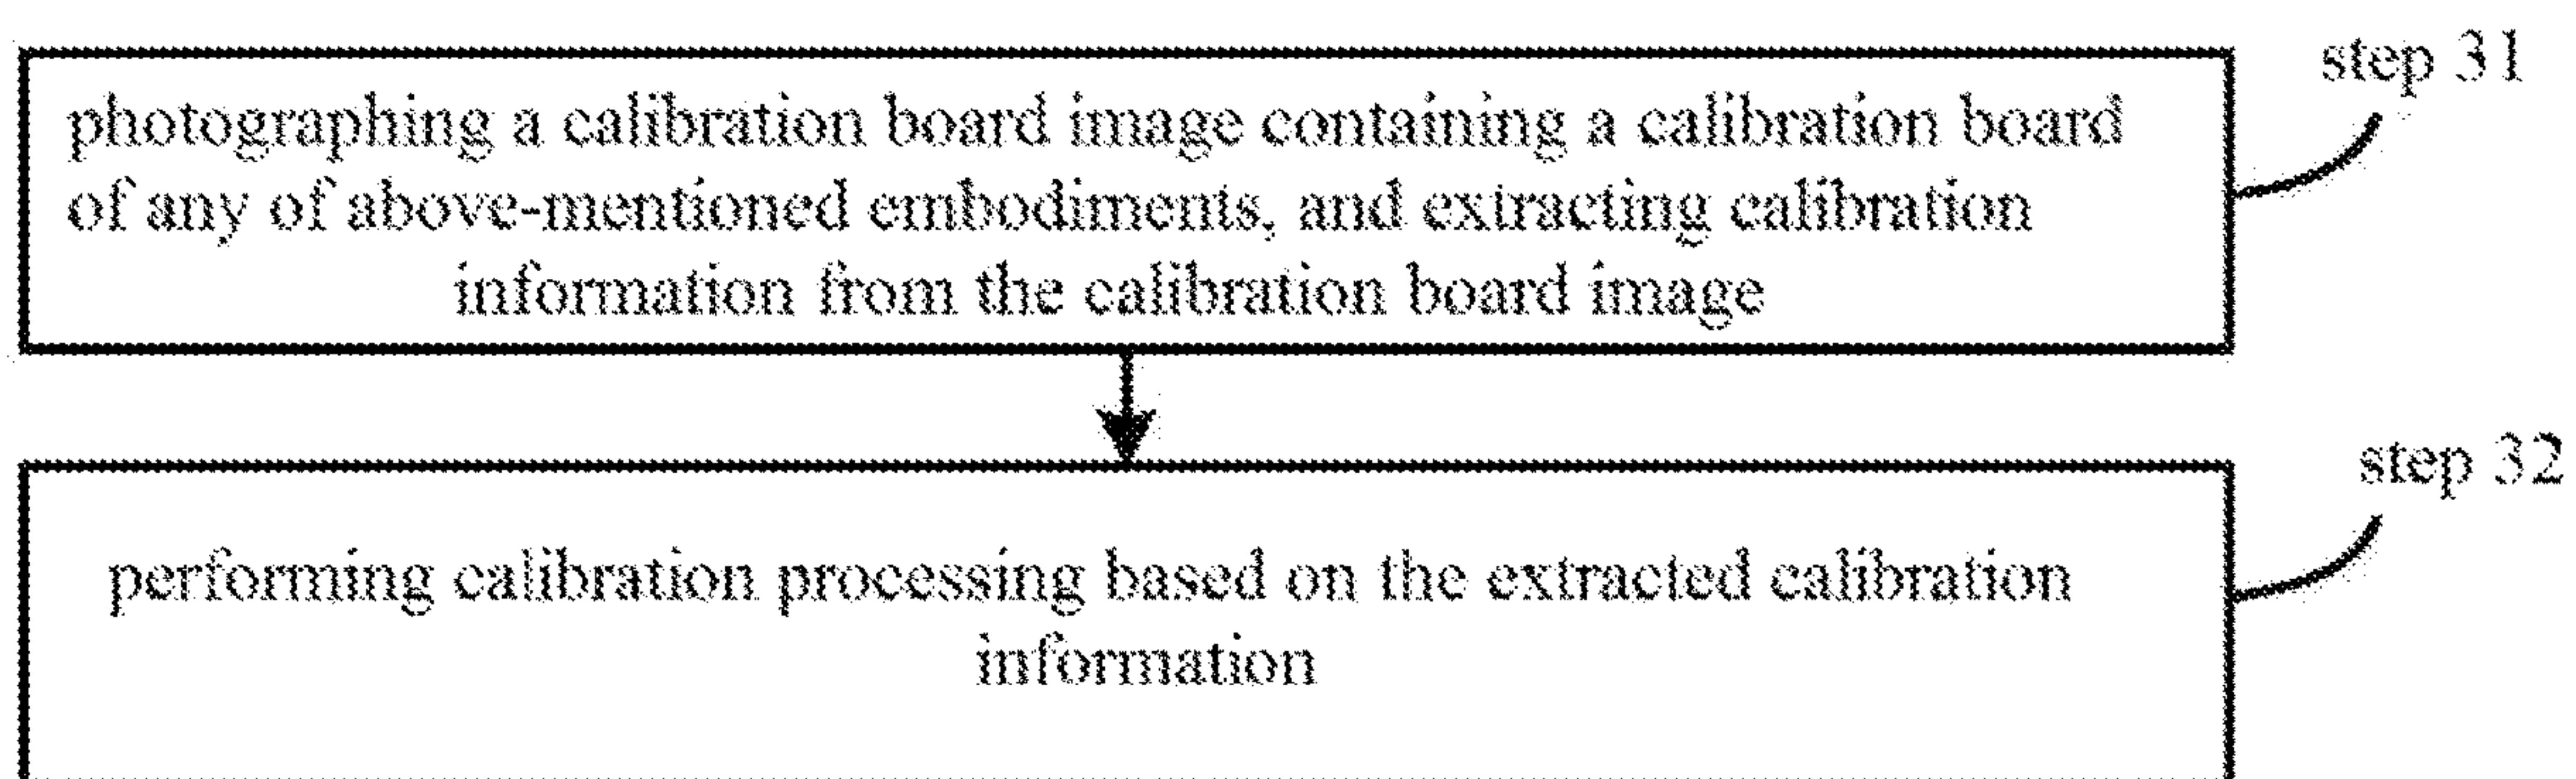 step 31
photographing a calibration board image containing a calibration board
of any of above-mentioned embodiments, and extracting calibration
information from the calibration board image
step 32
performing calibration processing based on the extracted calibration
information